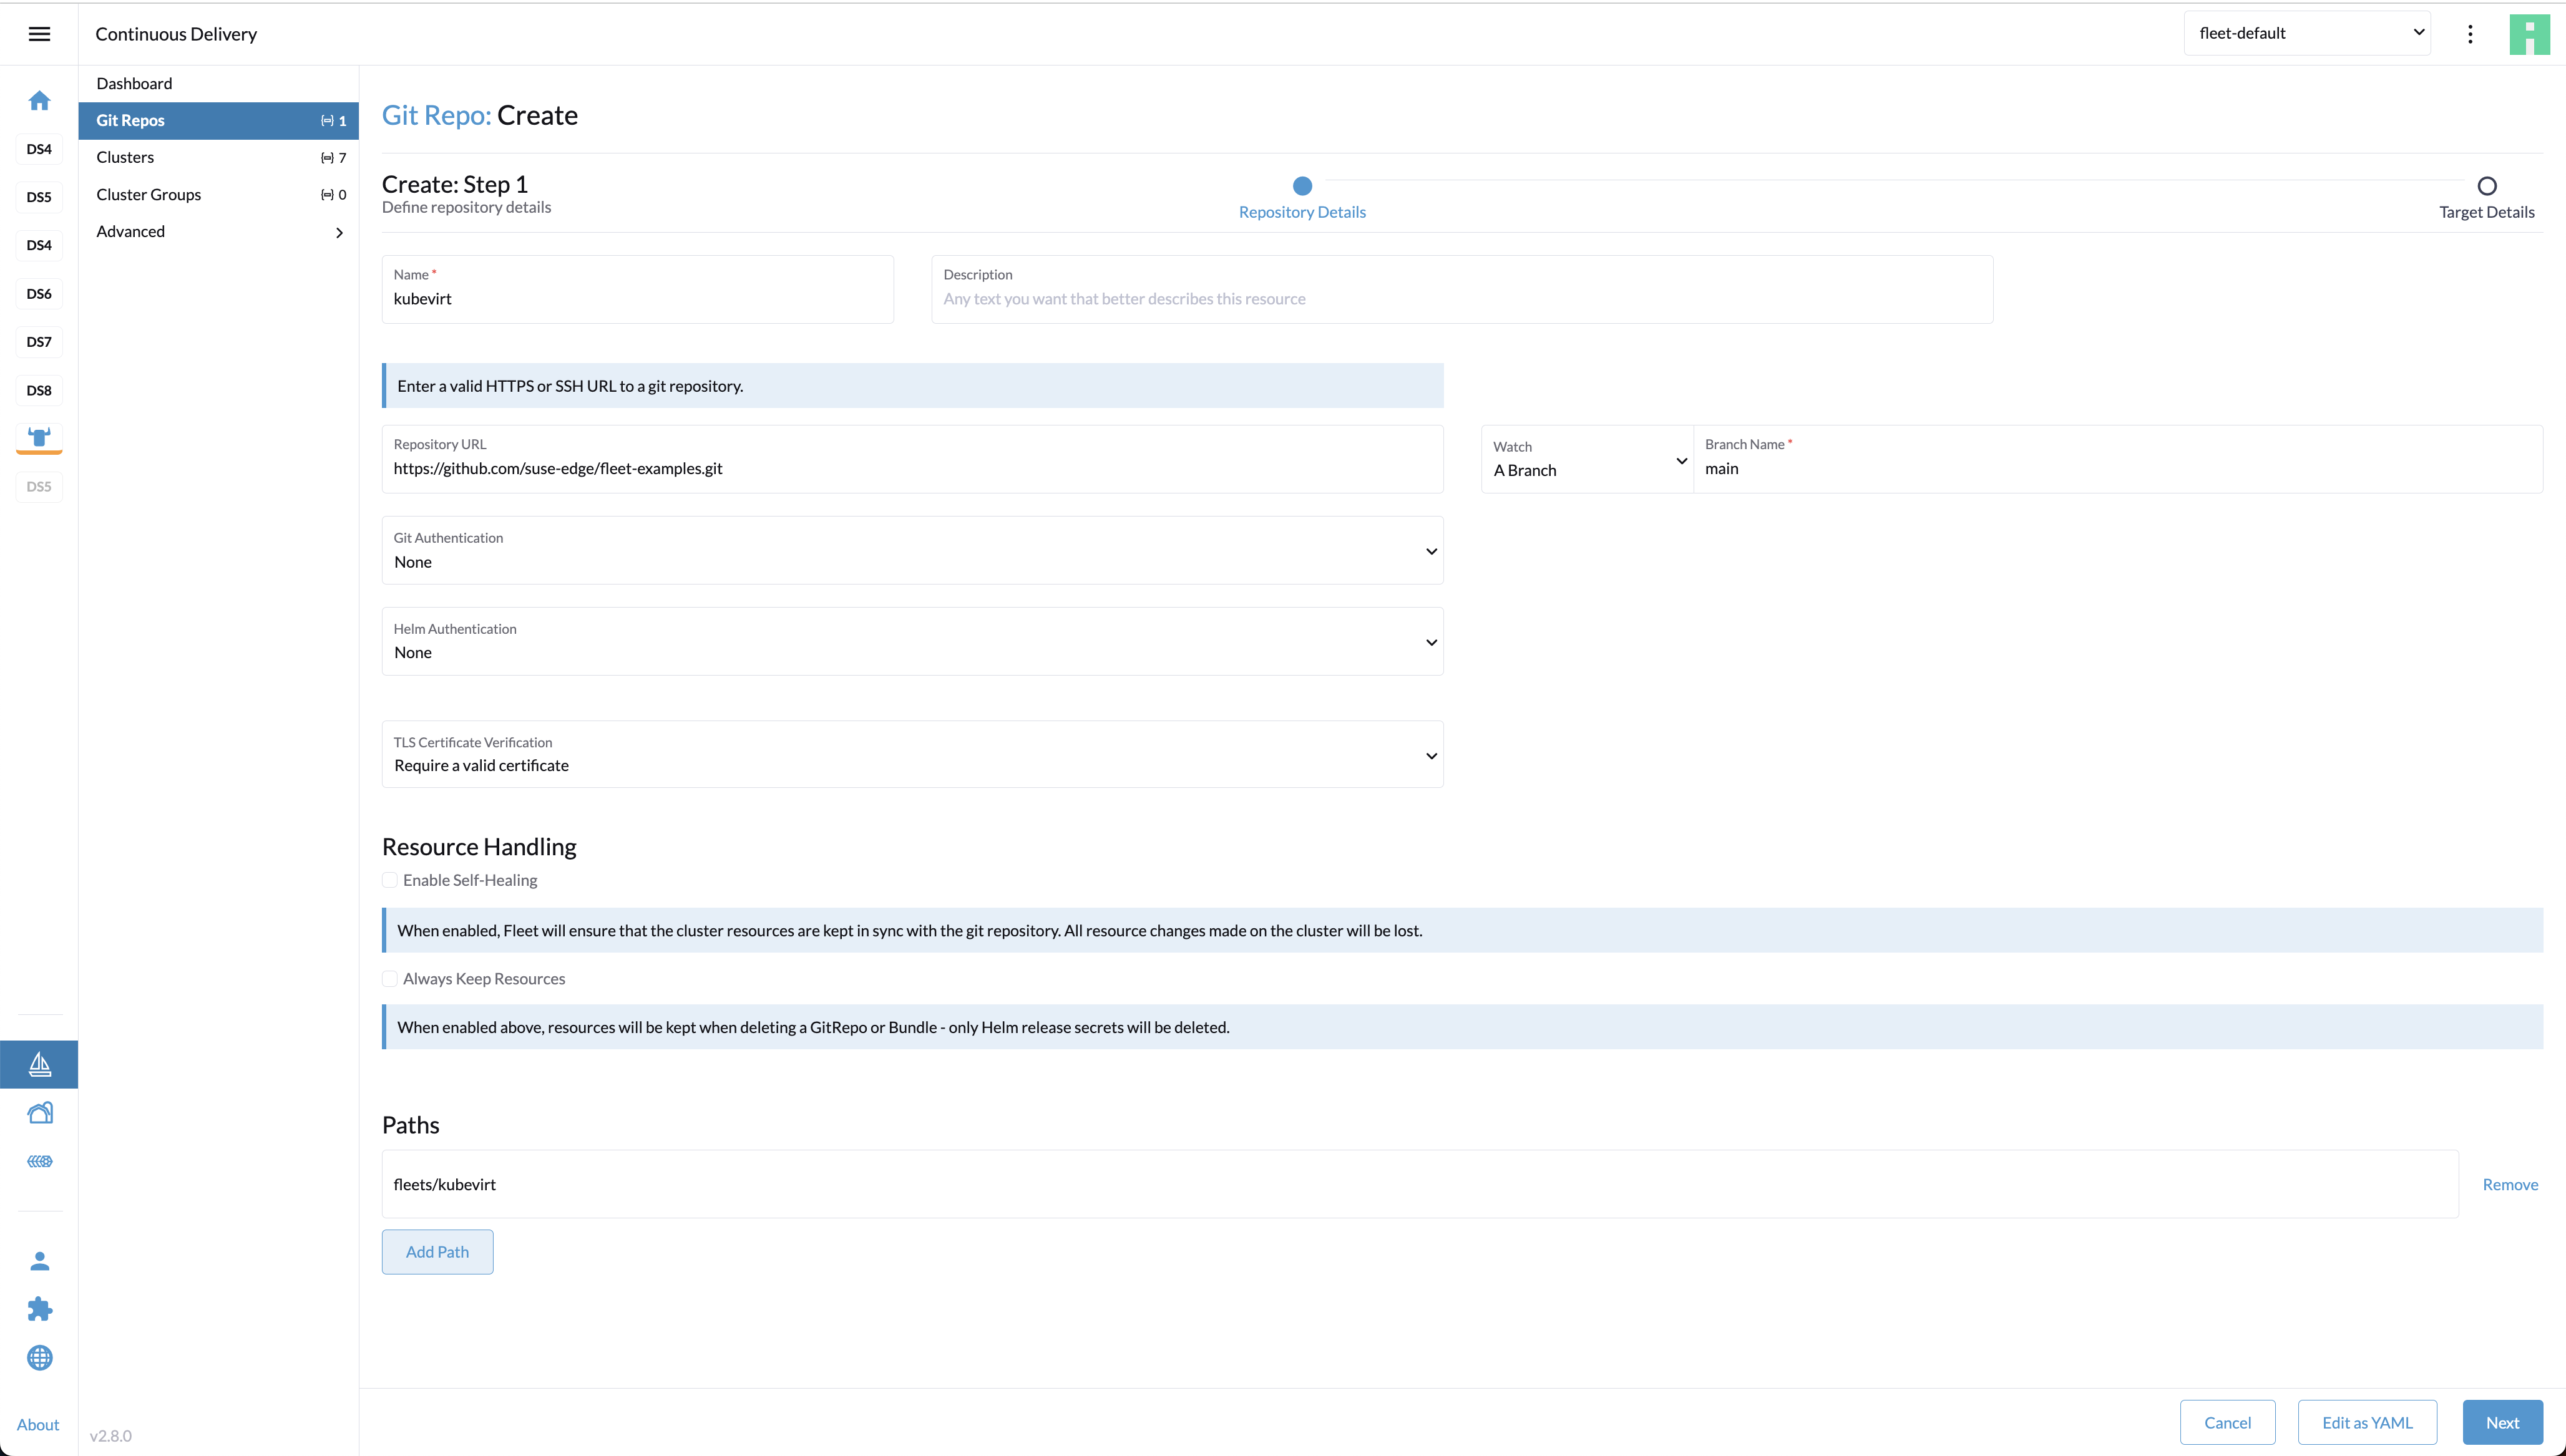 Continuous Delivery
fleet-default
Dashboard
Git Repos 1
Clusters 7
Cluster Groups 0
Advanced
DS4
DS5
DS4
DS6
DS7
DS8
DS5
About
v2.8.0
Git Repo: Create
Create: Step 1
Define repository details
Repository Details
Target Details
Name *
kubevirt
Description
Any text you want that better describes this resource
Enter a valid HTTPS or SSH URL to a git repository.
Repository URL
https://github.com/suse-edge/fleet-examples.git
Watch
A Branch
Branch Name *
main
Git Authentication
None
Helm Authentication
None
TLS Certificate Verification
Require a valid certificate
Resource Handling
Enable Self-Healing
When enabled, Fleet will ensure that the cluster resources are kept in sync with the git repository. All resource changes made on the cluster will be lost.
Always Keep Resources
When enabled above, resources will be kept when deleting a GitRepo or Bundle - only Helm release secrets will be deleted.
Paths
fleets/kubevirt
Remove
Add Path
Cancel
Edit as YAML
Next